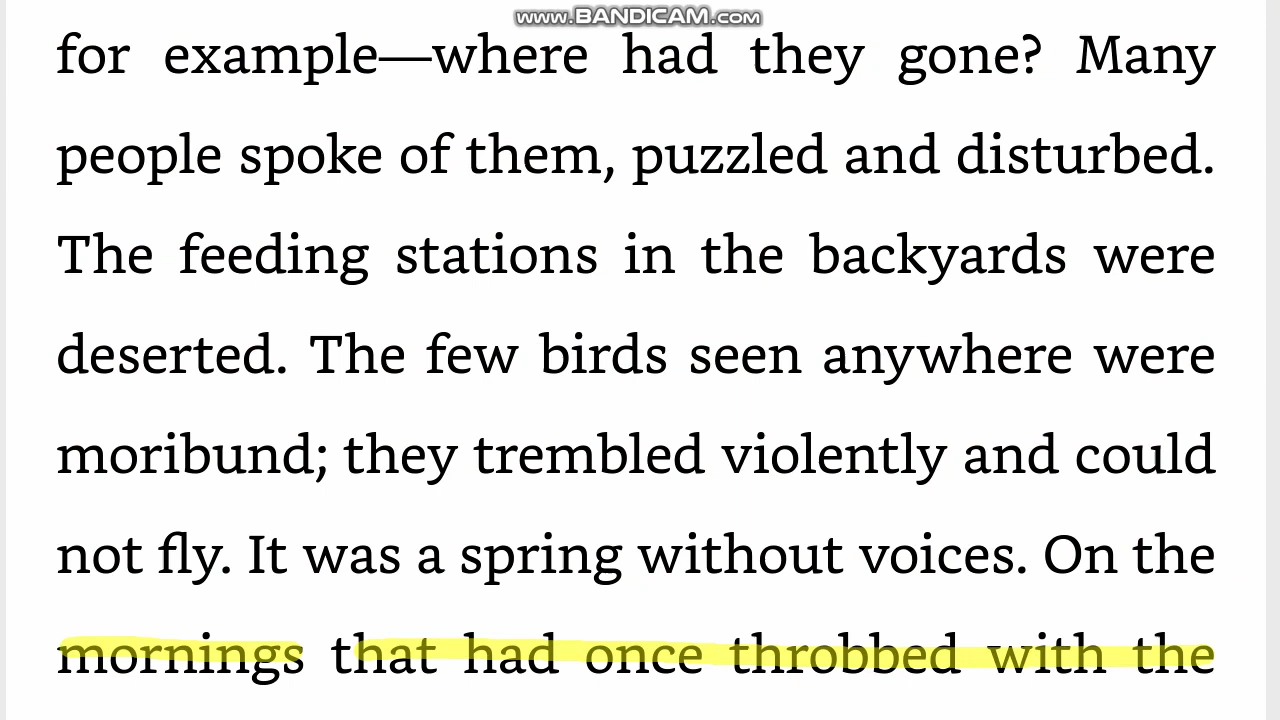 www.BANDICAM.com
for example—where had they gone? Many
people spoke of them, puzzled and disturbed.
The feeding stations in the backyards were
deserted. The few birds seen anywhere were
moribund; they trembled violently and could
not fly. It was a spring without voices. On the
mornings that had once throbbed with the